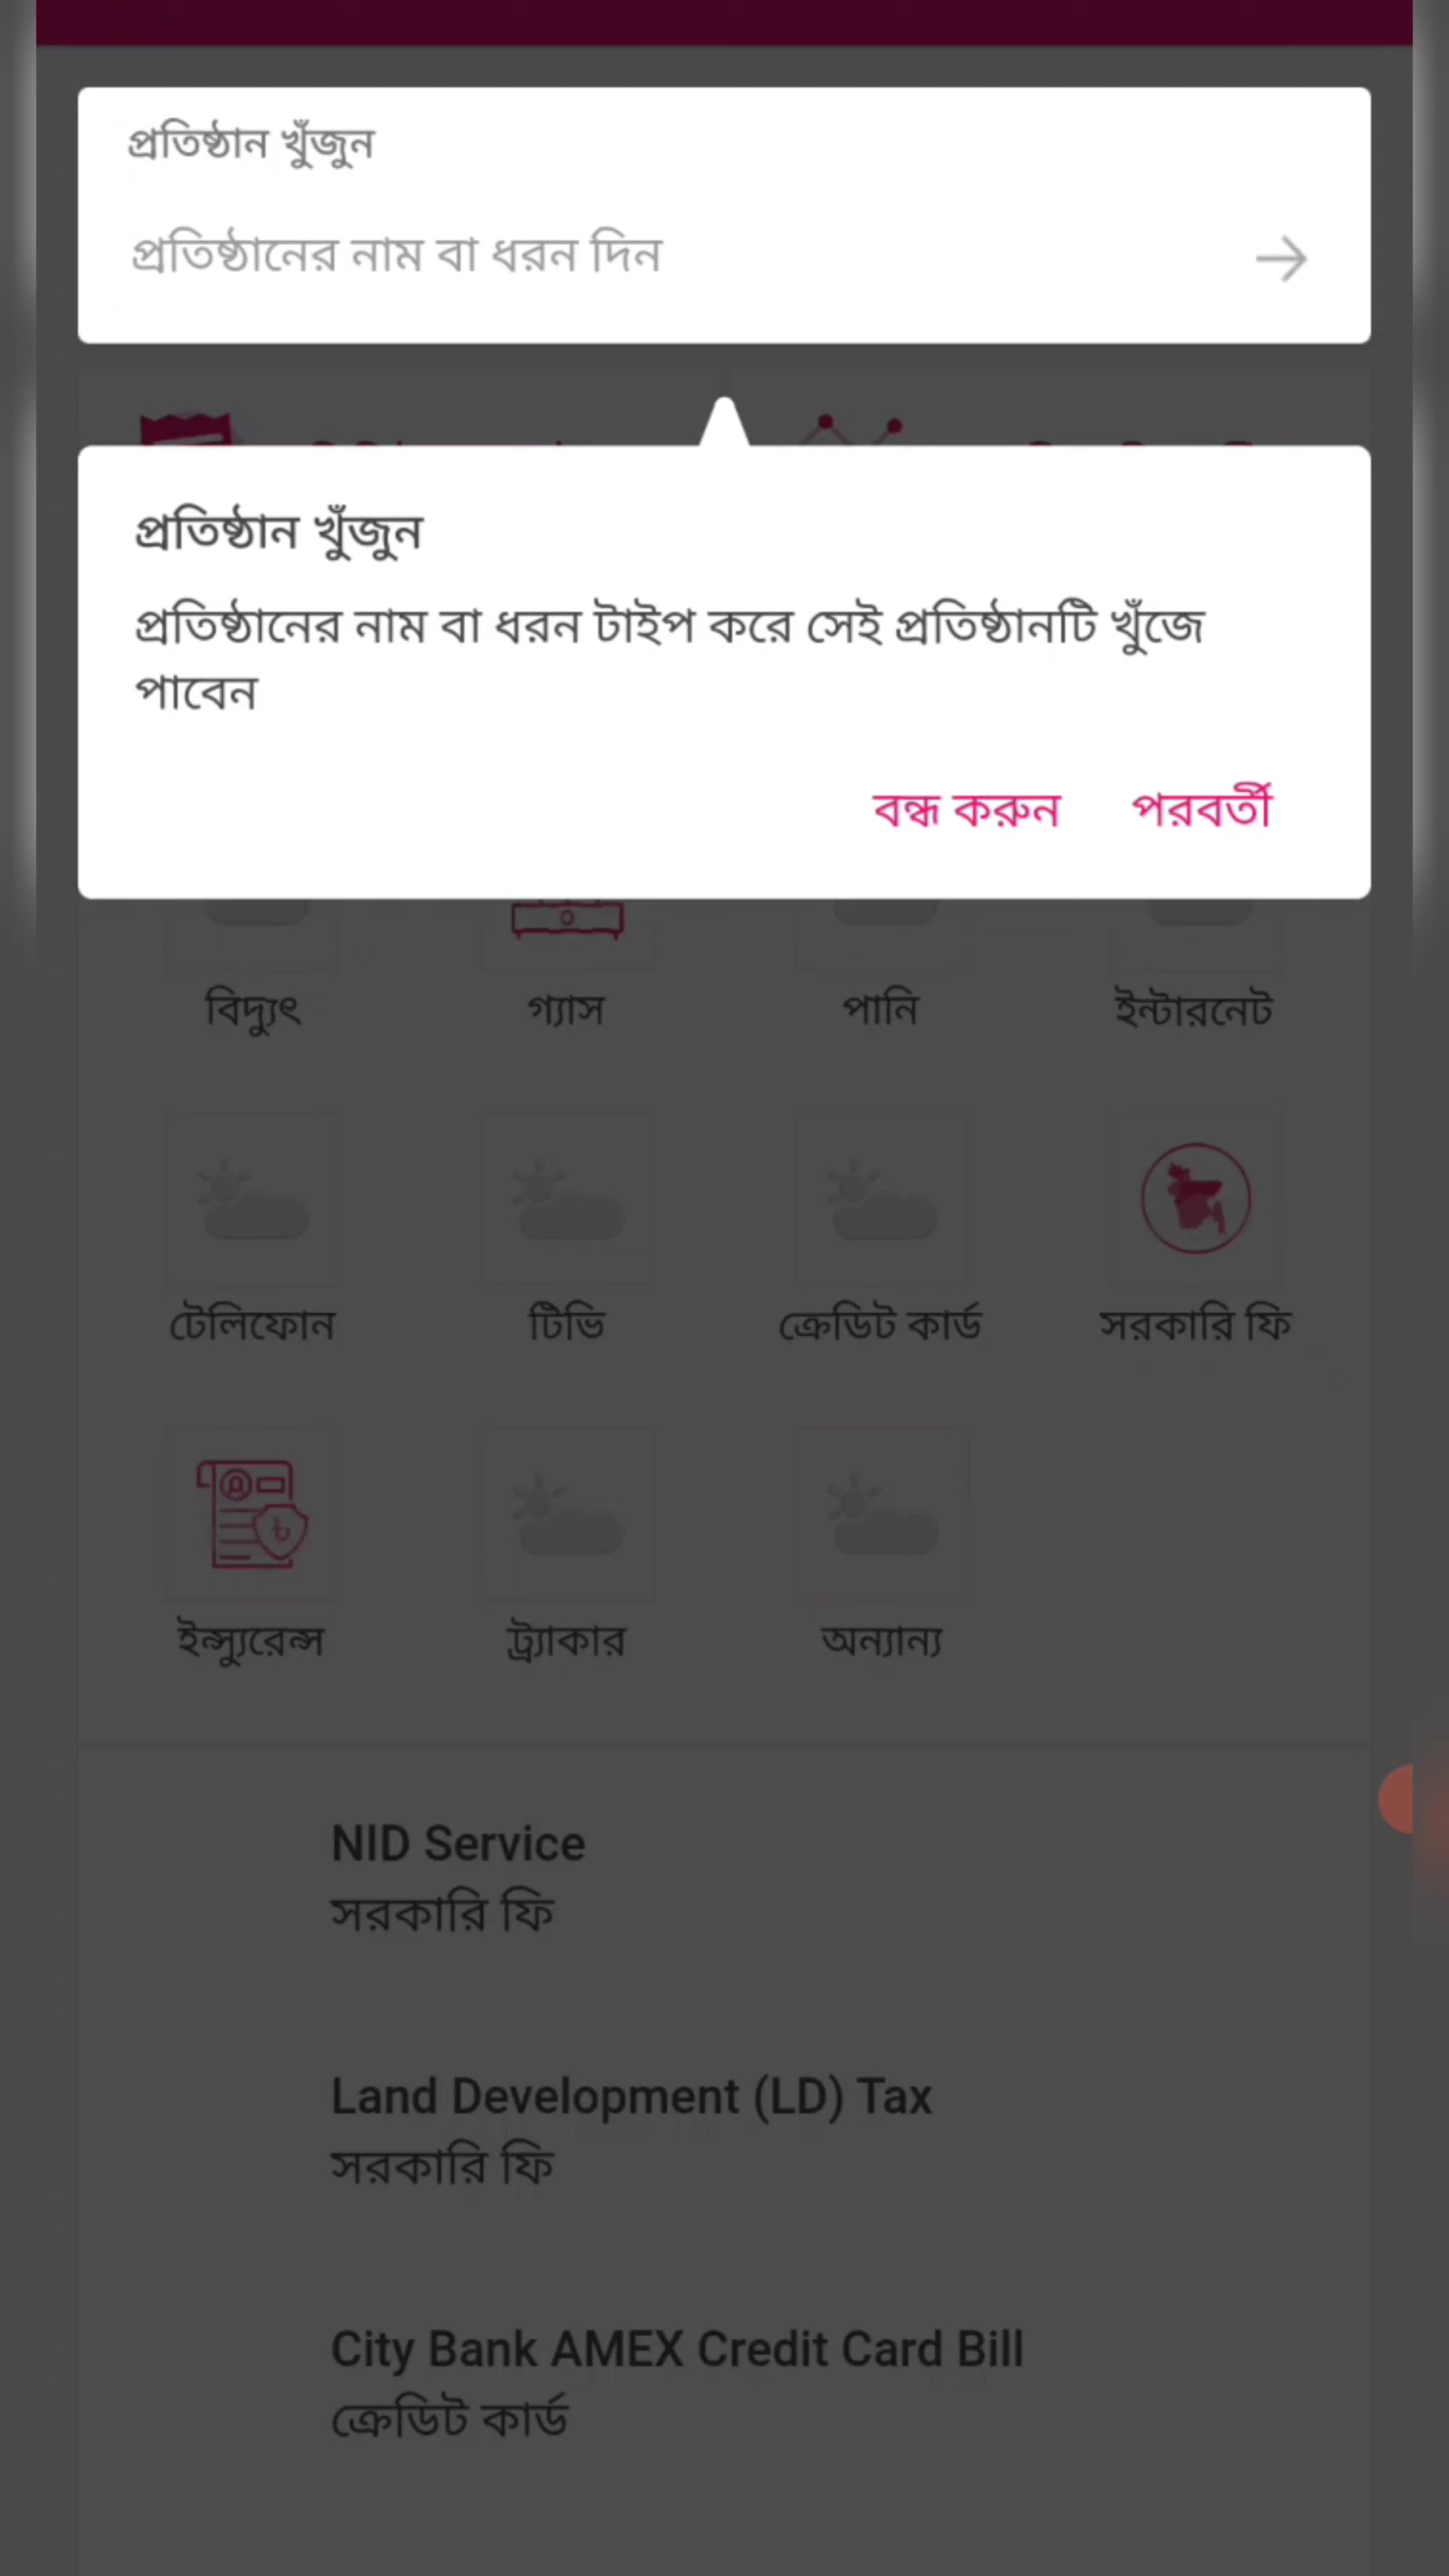 প্রতিষ্ঠান খুঁজুন
প্রতিষ্ঠানের নাম বা ধরন দিন
প্রতিষ্ঠান খুঁজুন
প্রতিষ্ঠানের নাম বা ধরন টাইপ করে সেই প্রতিষ্ঠানটি খুঁজে
পাবেন
বন্ধ করুন পরবর্তী
বিদ্যুৎ গ্যাস পানি ইন্টারনেট
টেলিফোন টিভি ক্রেডিট কার্ড সরকারি ফি
ইন্স্যুরেন্স ট্র্যাকার অন্যান্য
NID Service
সরকারি ফি
Land Development (LD) Tax
সরকারি ফি
City Bank AMEX Credit Card Bill
ক্রেডিট কার্ড